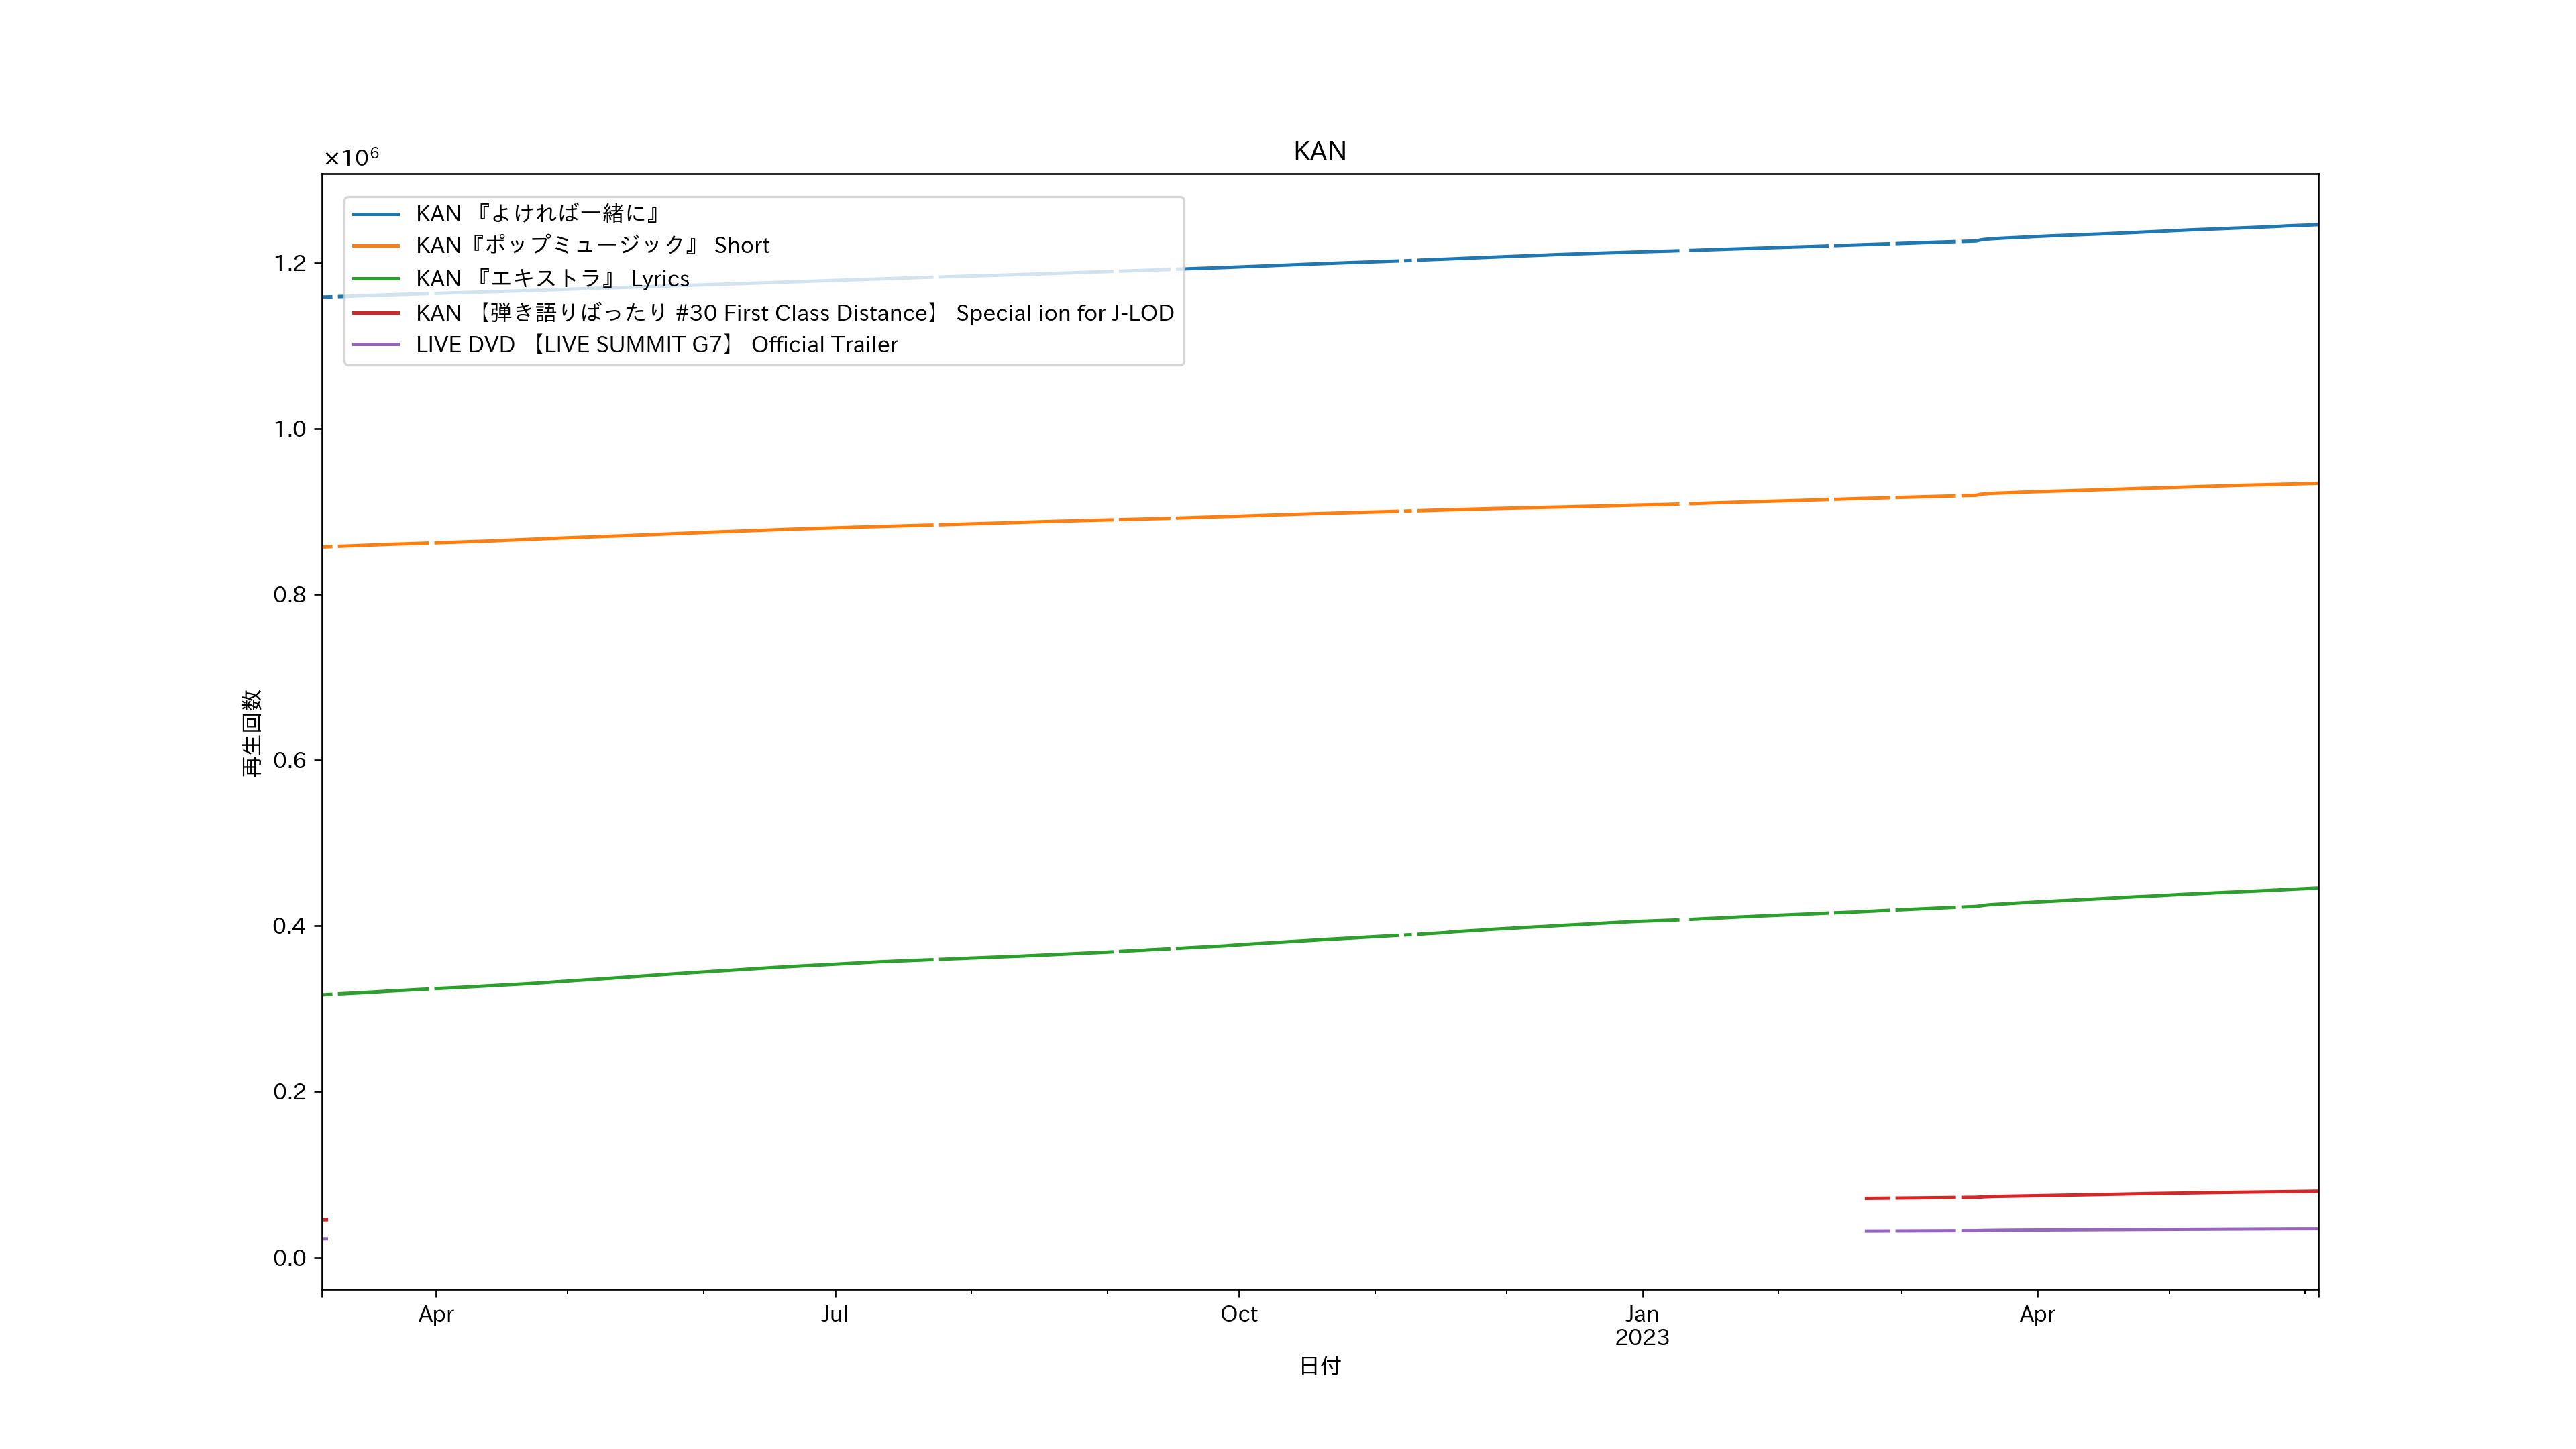 KAN
×10⁶
KAN 『よければ一緒に』
KAN『ポップミュージック』 Short
KAN 『エキストラ』 Lyrics
KAN 【弾き語りばったり #30 First Class Distance】 Special ion for J-LOD
LIVE DVD 【LIVE SUMMIT G7】 Official Trailer
1.2
1.0
0.8
0.6
0.4
0.2
0.0
再生回数
Apr
Jul
Oct
Jan
2023
Apr
日付